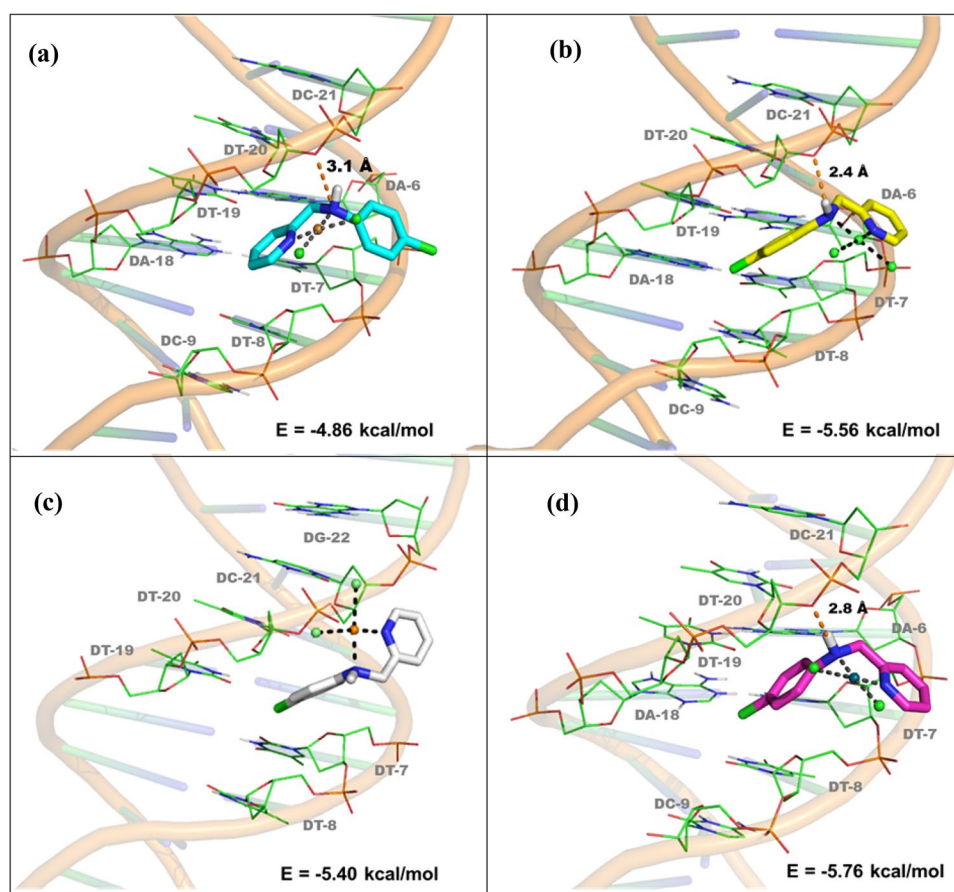 (a)
DC-21
DT-20
3.1 Å
DA-6
DT-19
DA-18
DT-7
DC-9
DT-8
E = -4.86 kcal/mol
(b)
DC-21
DT-20
2.4 Å
DA-6
DT-19
DA-18
DT-7
DT-8
DC-9
E = -5.56 kcal/mol
(c)
DG-22
DC-21
DT-20
DT-19
DT-7
DT-8
E = -5.40 kcal/mol
(d)
DC-21
DT-20
2.8 Å
DA-6
DT-19
DA-18
DT-7
DT-8
DC-9
E = -5.76 kcal/mol